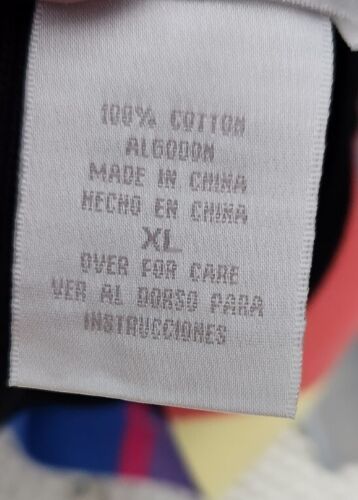 100% COTTON
ALGODON
MADE IN CHINA
HECHO EN CHINA
XL
OVER FOR CARE
VER AL DORSO PARA
INSTRUCCIONES